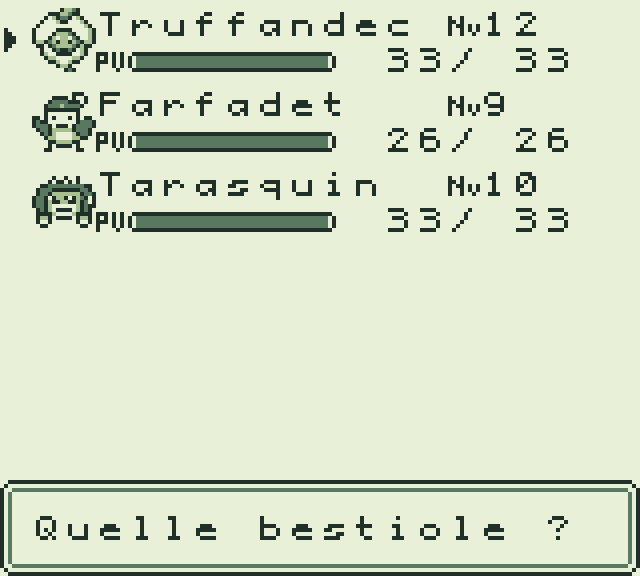 Truffandec Nv12
PV 33/ 33
Farfadet Nv9
PV 26/ 26
Tarasquin Nv10
PV 33/ 33
Quelle bestiole ?